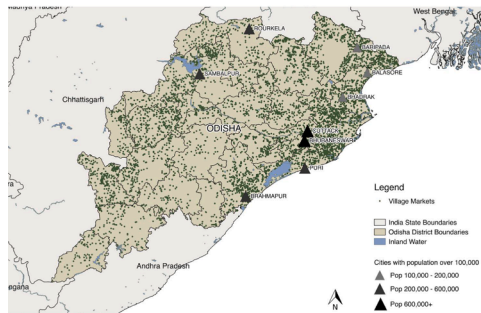 Madhya Pradesh
West Bengal
ROURKELA
BARIPADA
BALASORE
SAMBALPUR
BHADRAK
Chhattisgarh
ODISHA
CUTTACK
BHUBANESWAR
PURI
BRAHMAPUR
Andhra Pradesh
Legend
Village Markets
India State Boundaries
Odisha District Boundaries
Inland Water
Cities with population over 100,000
Pop 100,000 - 200,000
Pop 200,000 - 600,000
Pop 600,000+
N